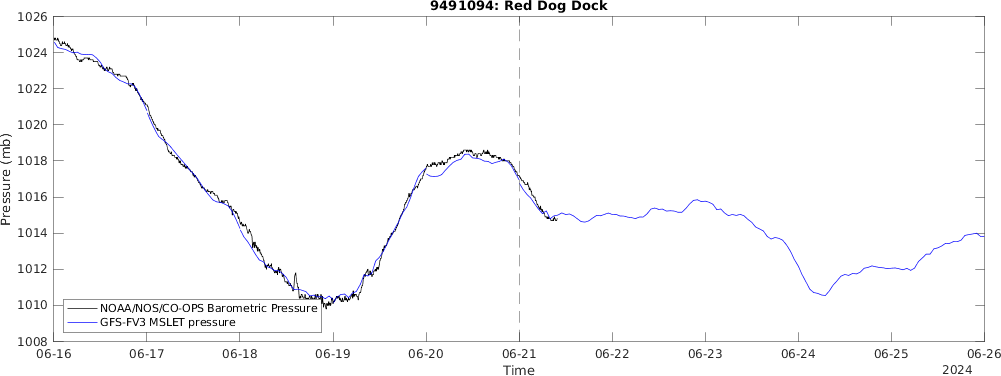 9491094: Red Dog Dock
1026
1024
1022
1020
1018
1016
1014
1012
1010
1008
Pressure (mb)
NOAA/NOS/CO-OPS Barometric Pressure
GFS-FV3 MSLET pressure
06-16 06-17 06-18 06-19 06-20 06-21 06-22 06-23 06-24 06-25 06-26
Time
2024